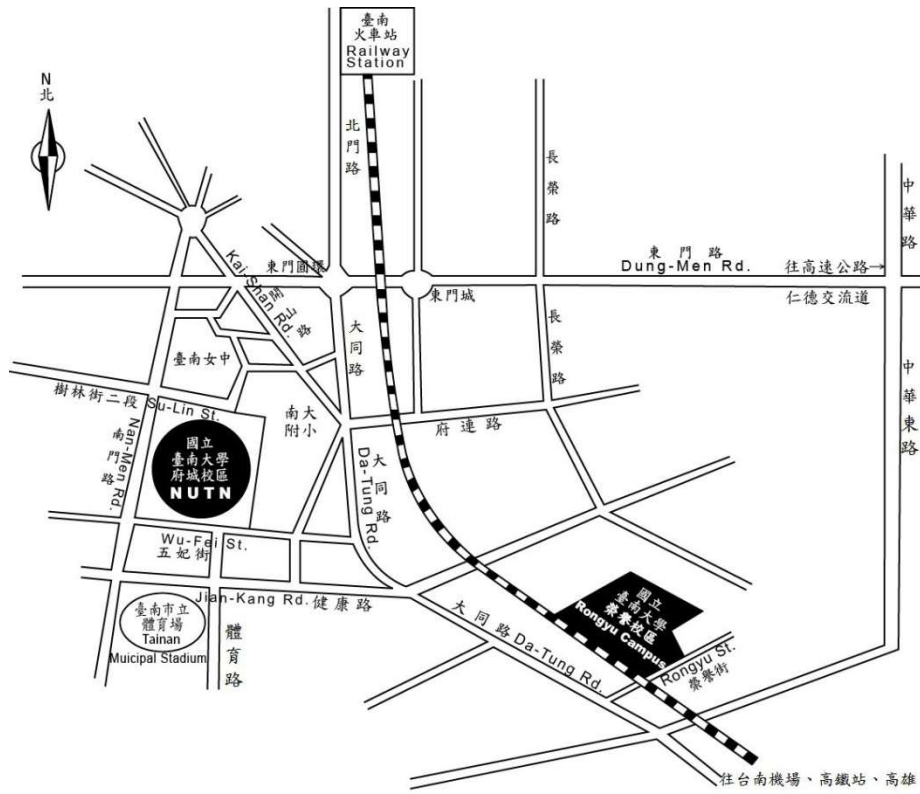 臺南
火車站
Railway
Station
N
北
北門路
長榮路
中華路
東門路
Dung-Men Rd.
往高速公路→
仁德交流道
東門圓環
東門城
Kai-Shan Rd.
開山路
大同路
長榮路
中華東路
臺南女中
樹林街二段 Su-Lin St.
南大
附小
府連路
南門路
Nan-Men Rd.
國立
臺南大學
府城校區
NUTN
大同路
Da-Tung Rd.
Wu-Fei St.
五妃街
Jian-Kang Rd. 健康路
臺南市立
體育場
Tainan
Muicipal Stadium
體育路
大同路 Da-Tung Rd.
國立
臺南大學
榮譽校區
Rongyu Campus
Rongyu St.
榮譽街
往台南機場、高鐵站、高雄